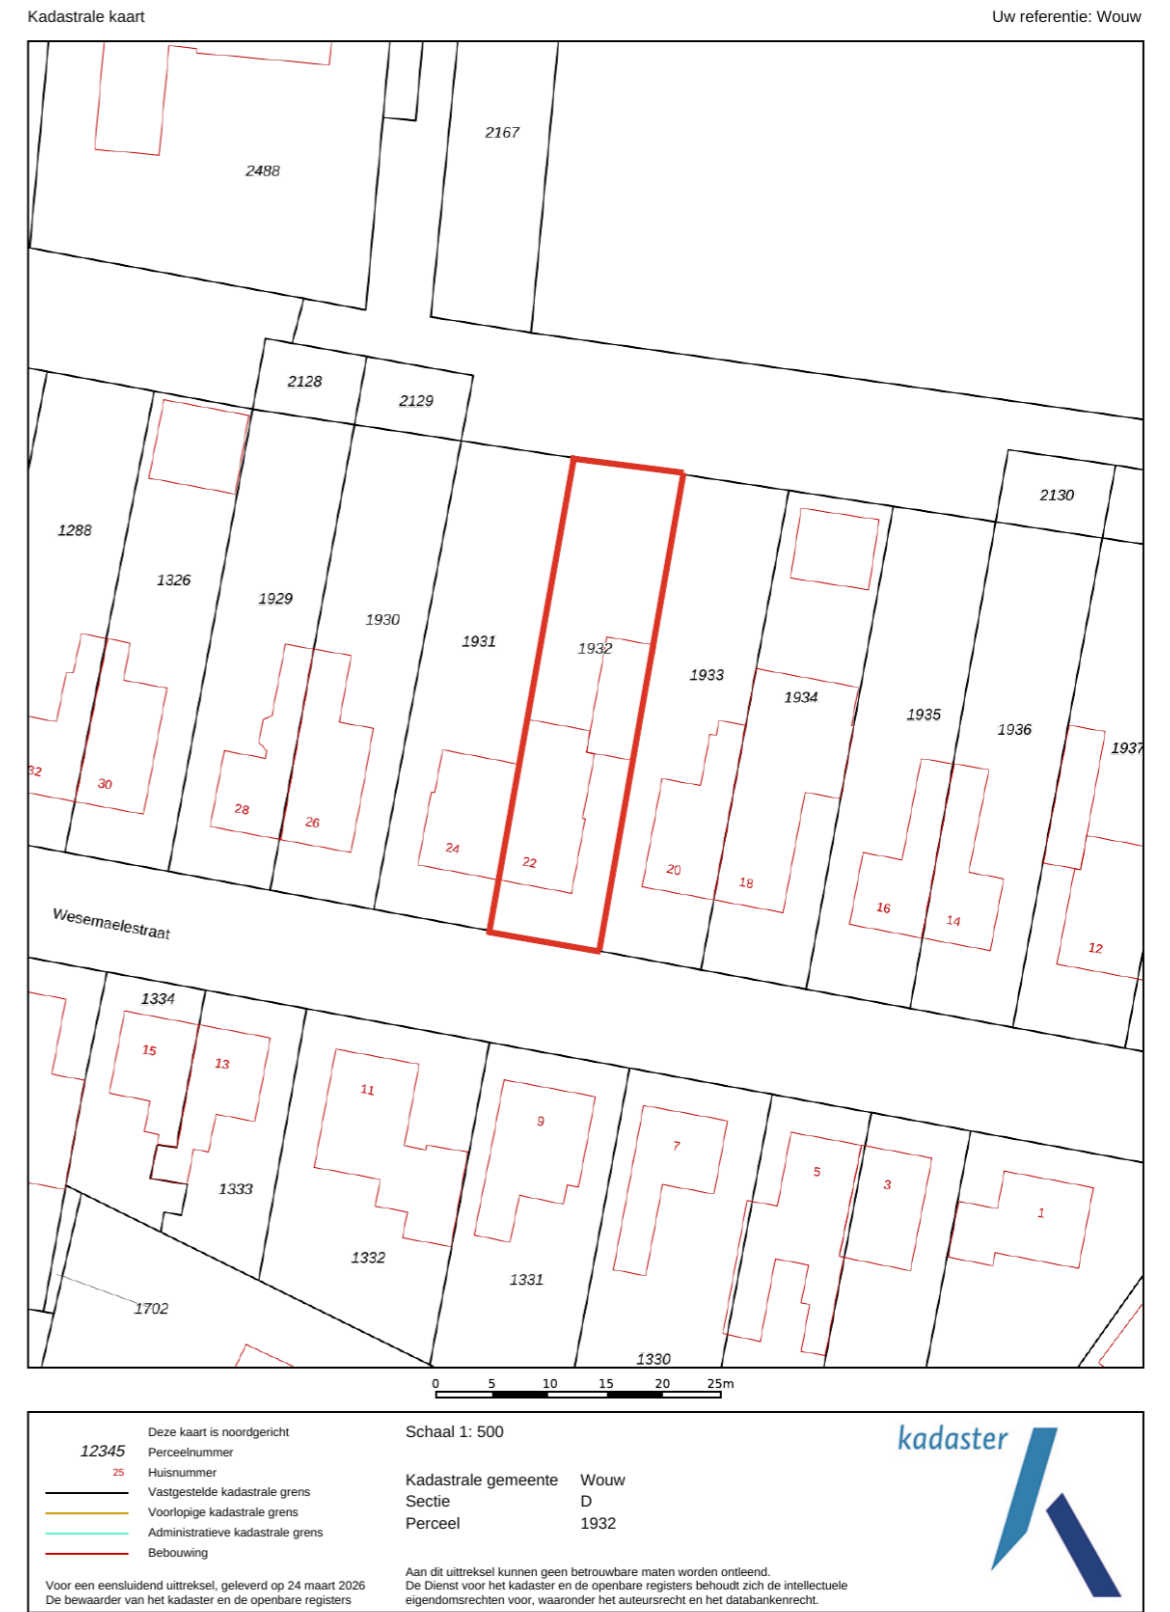 Kadastrale kaart
Uw referentie: Wouw
2167
2488
2128
2129
2130
1288
1326
1929
1930
1931
1932
1933
1934
1935
1936
1937
32
30
28
26
24
22
20
18
16
14
12
Wesemaelestraat
1334
15
13
11
9
7
5
3
1
1333
1332
1331
1702
1330
0 5 10 15 20 25m
Deze kaart is noordgericht
12345 Perceelnummer
25 Huisnummer
Vastgestelde kadastrale grens
Voorlopige kadastrale grens
Administratieve kadastrale grens
Bebouwing
Voor een eensluidend uittreksel, geleverd op 24 maart 2026
De bewaarder van het kadaster en de openbare registers
Schaal 1: 500
Kadastrale gemeente Wouw
Sectie D
Perceel 1932
Aan dit uittreksel kunnen geen betrouwbare maten worden ontleend.
De Dienst voor het kadaster en de openbare registers behoudt zich de intellectuele
eigendomsrechten voor, waaronder het auteursrecht en het databankenrecht.
kadaster